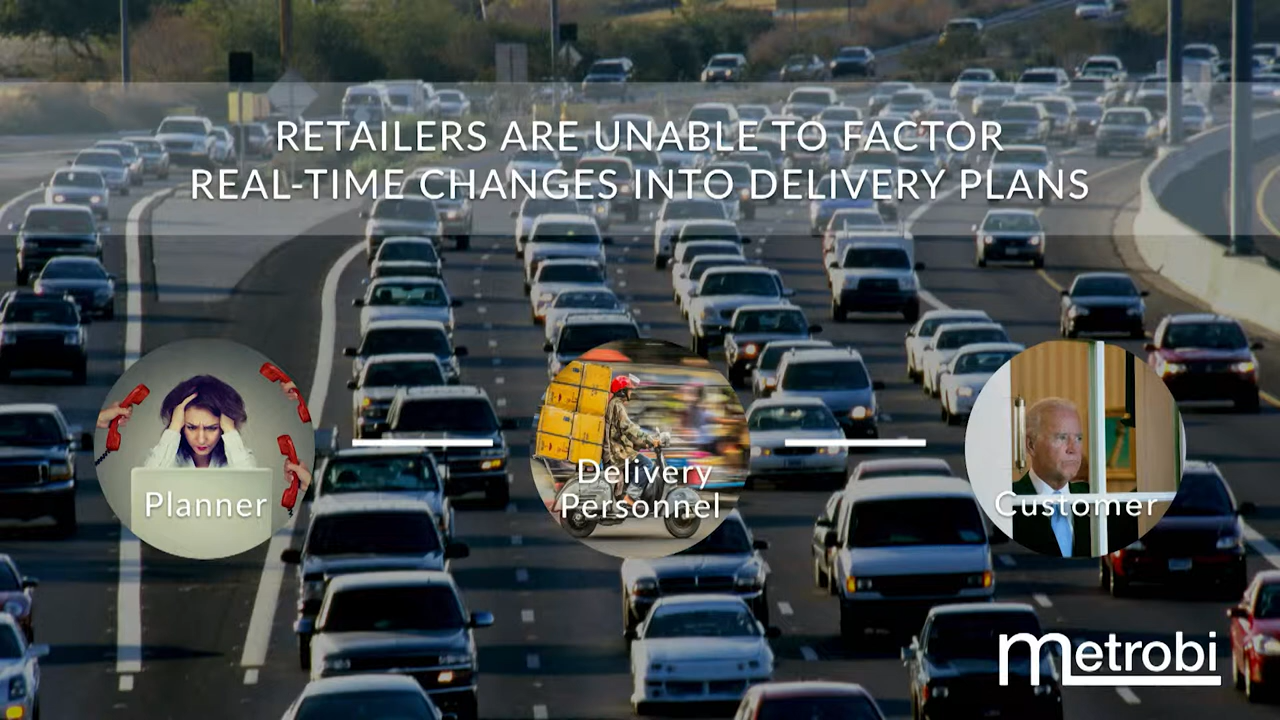 RETAILERS ARE UNABLE TO FACTOR
REAL-TIME CHANGES INTO DELIVERY PLANS
Planner
Delivery
Personnel
Customer
metrobi